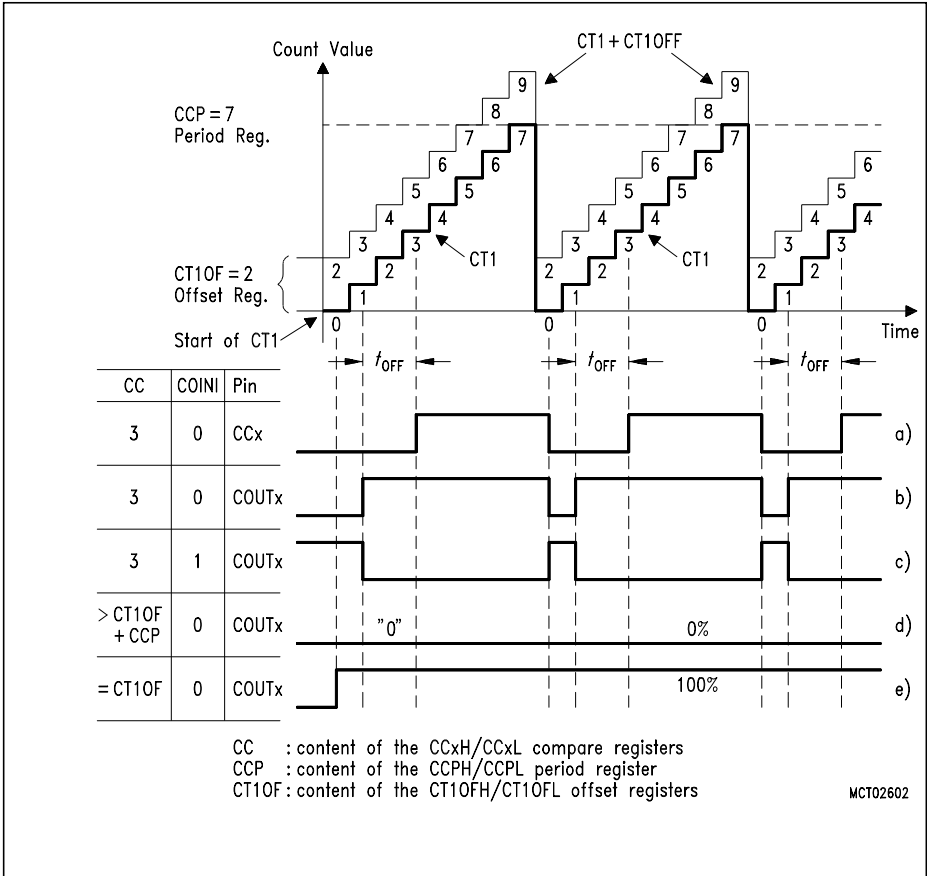 Count Value
CT1 + CT1OFF
CCP = 7
Period Reg.
9 9
8 8
7 7 7 7
6 6 6 6 6
5 5 5 5 5
4 4 4 4 4 4
3 3 3 3 3 3
CT1 CT1
CT1OF = 2
Offset Reg.
2 2 2 2 2 2
1 1 1
0 0 0
Start of CT1
Time
tOFF tOFF tOFF
CC COINI Pin
3 0 CCx a)
3 0 COUTx b)
3 1 COUTx c)
> CT1OF + CCP 0 COUTx "0" 0% d)
= CT1OF 0 COUTx 100% e)
CC : content of the CCxH/CCxL compare registers
CCP : content of the CCPH/CCPL period register
CT1OF : content of the CT1OFH/CT1OFL offset registers
MCT02602